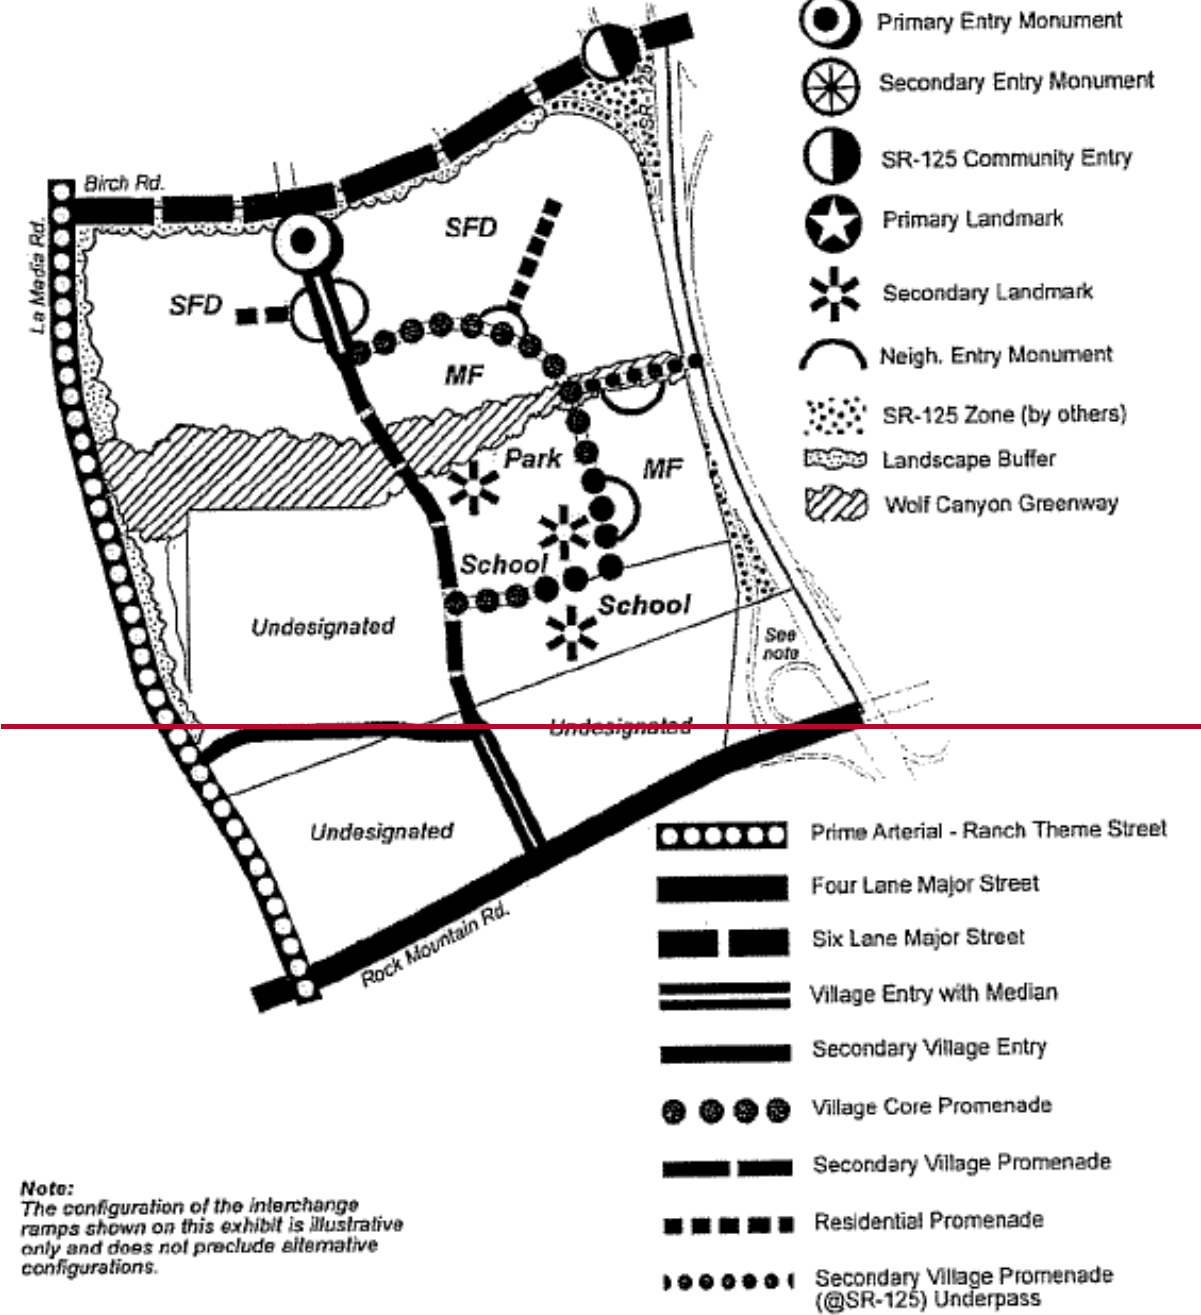 Primary Entry Monument
Secondary Entry Monument
SR-125 Community Entry
Primary Landmark
Secondary Landmark
Neigh. Entry Monument
SR-125 Zone (by others)
Landscape Buffer
Wolf Canyon Greenway
SR-125
Birch Rd.
La Media Rd.
SFD
SFD
MF
Park
MF
School
School
Undesignated
See
note
Undesignated
Undesignated
Rock Mountain Rd.
Prime Arterial - Ranch Theme Street
Four Lane Major Street
Six Lane Major Street
Village Entry with Median
Secondary Village Entry
Village Core Promenade
Secondary Village Promenade
Residential Promenade
Secondary Village Promenade
(@SR-125) Underpass
Note:
The configuration of the interchange
ramps shown on this exhibit is illustrative
only and does not preclude alternative
configurations.